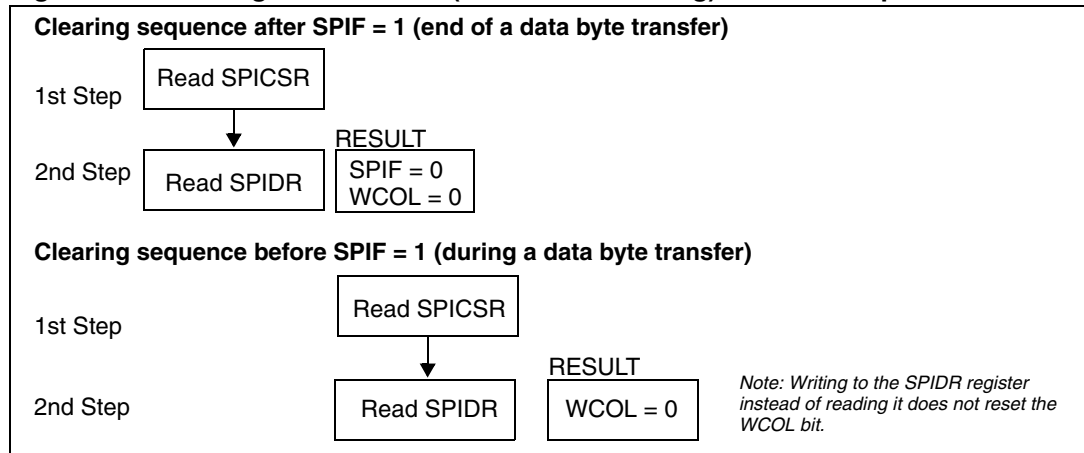 Clearing sequence after SPIF = 1 (end of a data byte transfer)
1st Step
Read SPICSR
RESULT
2nd Step
Read SPIDR
SPIF = 0
WCOL = 0
Clearing sequence before SPIF = 1 (during a data byte transfer)
1st Step
Read SPICSR
RESULT
2nd Step
Read SPIDR
WCOL = 0
Note: Writing to the SPIDR register
instead of reading it does not reset the
WCOL bit.